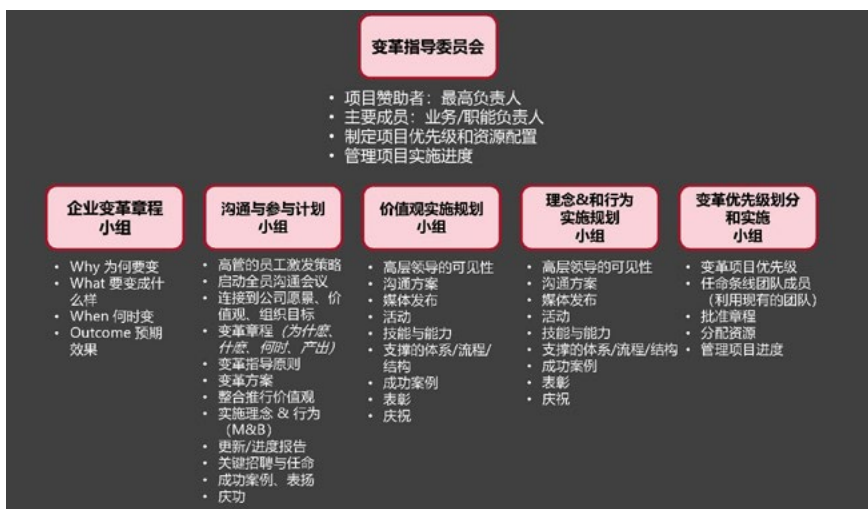 变革指导委员会
• 项目赞助者：最高负责人
• 主要成员：业务/职能负责人
• 制定项目优先级和资源配置
• 管理项目实施进度
企业变革章程
小组
• Why 为何要变
• What 要变成什
么样
• When 何时变
• Outcome 预期
效果
沟通与参与计划
小组
• 高管的员工激发策略
• 启动全员沟通会议
• 连接到公司愿景、价
值观、组织目标
• 变革章程（为什麽、
什麽、何时、产出）
• 变革指导原则
• 变革方案
• 整合推行价值观
• 实施理念 & 行为
（M&B）
• 更新/进度报告
• 关键招聘与任命
• 成功案例、表扬
• 庆功
价值观实施规划
小组
• 高层领导的可见性
• 沟通方案
• 媒体发布
• 活动
• 技能与能力
• 支撑的体系/流程/
结构
• 成功案例
• 表彰
• 庆祝
理念&和行为
实施规划
小组
• 高层领导的可见性
• 沟通方案
• 媒体发布
• 活动
• 技能与能力
• 支撑的体系/流程/结构
• 成功案例
• 表彰
• 庆祝
变革优先级划分
和实施
小组
• 变革项目优先级
• 任命条线团队成员
（利用现有的团队）
• 批准章程
• 分配资源
• 管理项目进度